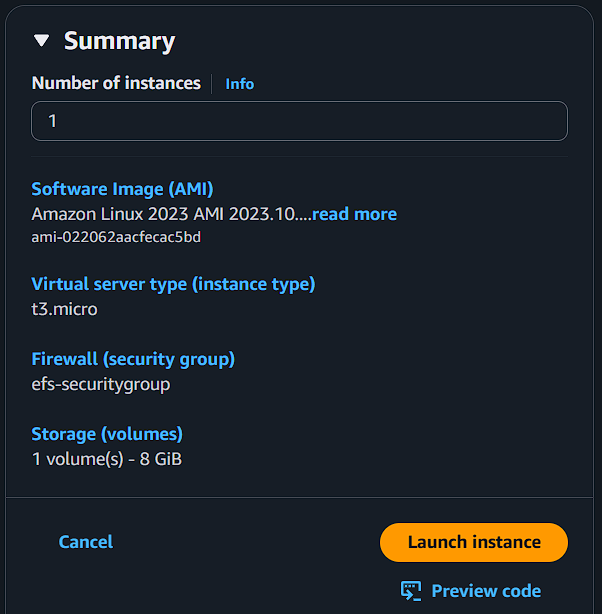 Summary
Number of instances Info
1
Software Image (AMI)
Amazon Linux 2023 AMI 2023.10....read more
ami-022062aacfecac5bd
Virtual server type (instance type)
t3.micro
Firewall (security group)
efs-securitygroup
Storage (volumes)
1 volume(s) - 8 GiB
Cancel Launch instance
Preview code